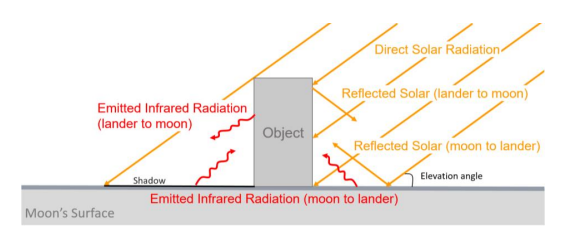 Direct Solar Radiation
Reflected Solar (lander to moon)
Emitted Infrared Radiation
(lander to moon)
Object
Reflected Solar (moon to lander)
Shadow
Elevation angle
Emitted Infrared Radiation (moon to lander)
Moon's Surface